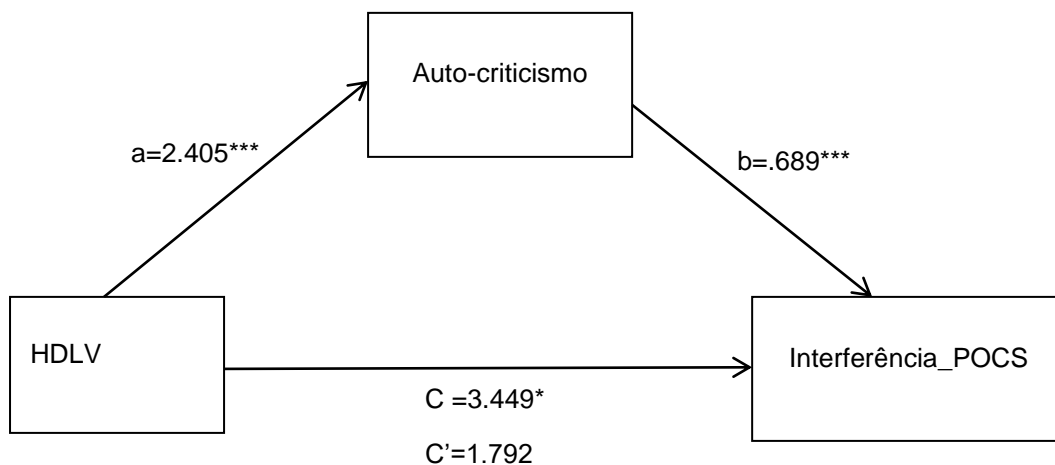 Auto-criticismo
a=2.405***
b=.689***
HDLV
Interferência_POCS
C =3.449*
C’=1.792